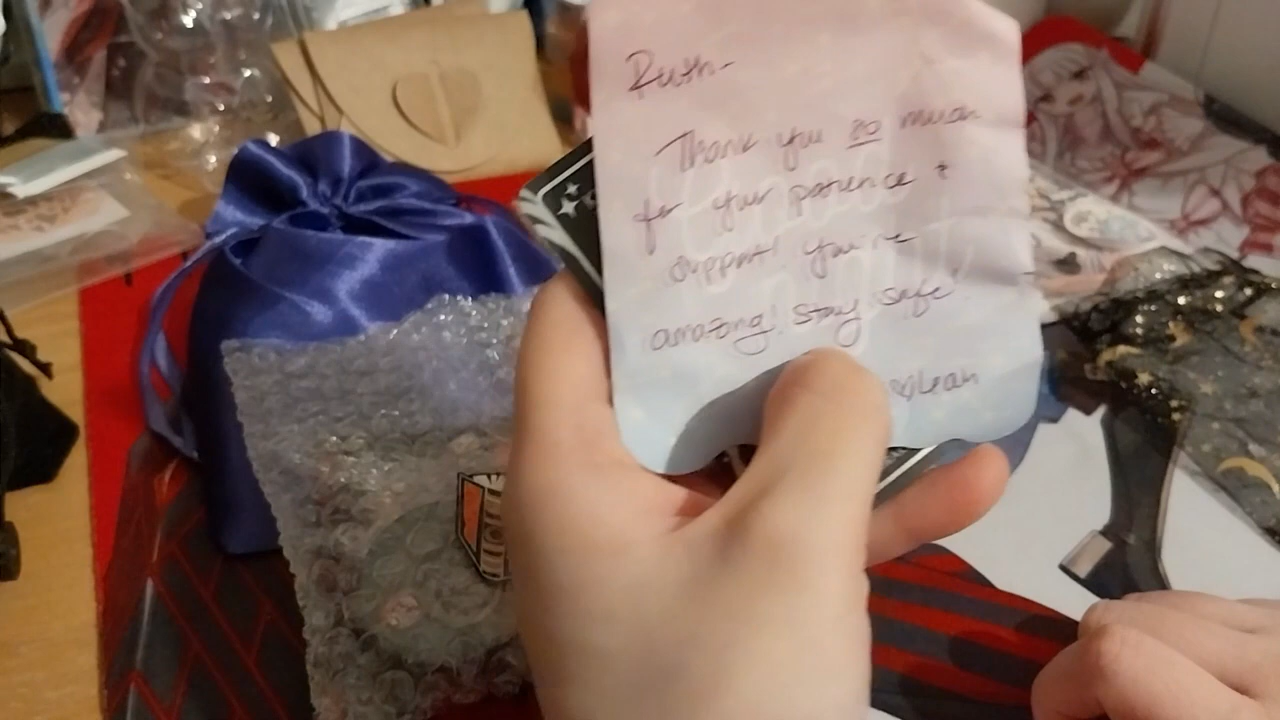 Ruth-
Thank you so much
for your patience +
support! You're
amazing! Stay safe!